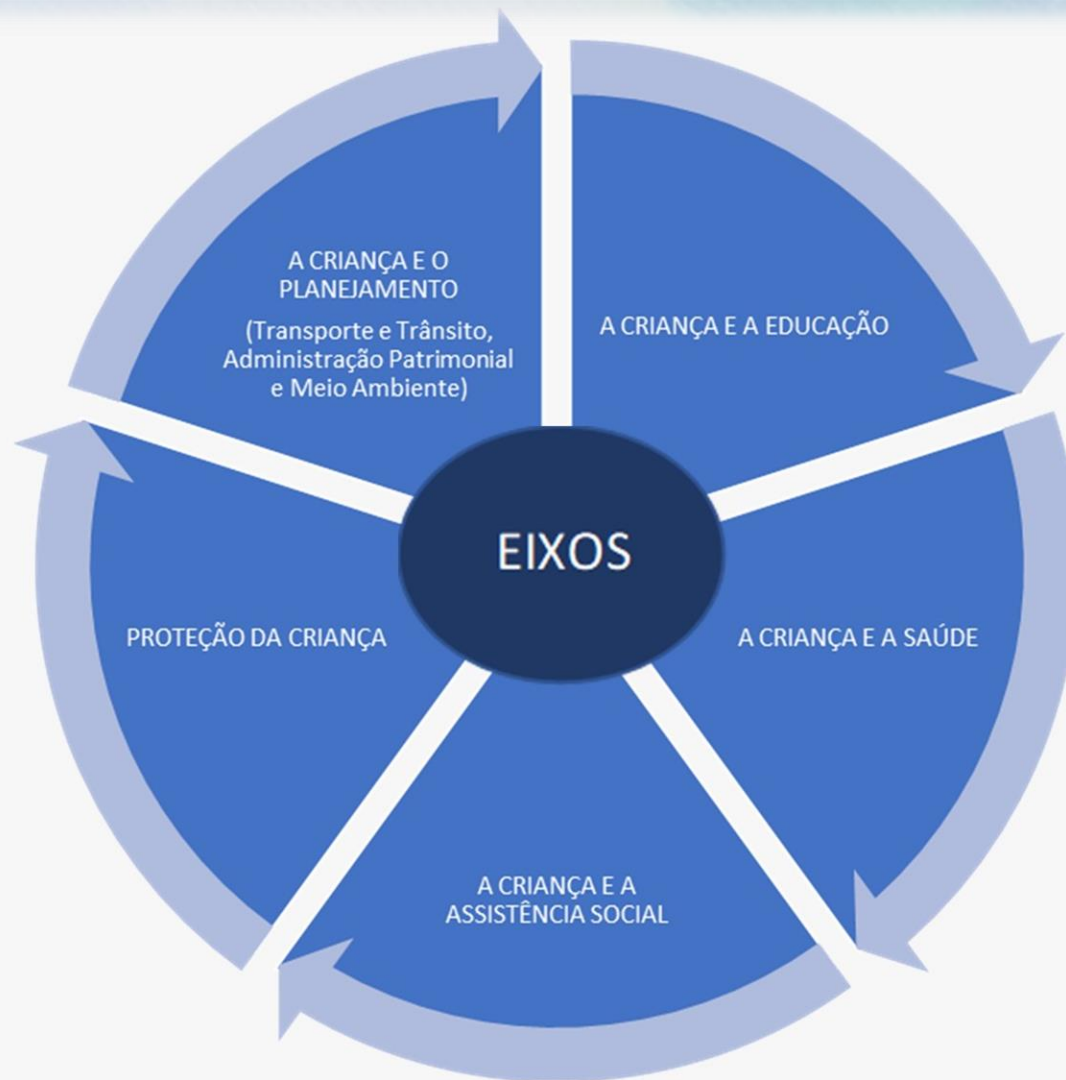 A CRIANÇA E O
PLANEJAMENTO
(Transporte e Trânsito,
Administração Patrimonial
e Meio Ambiente)
A CRIANÇA E A EDUCAÇÃO
EIXOS
PROTEÇÃO DA CRIANÇA
A CRIANÇA E A SAÚDE
A CRIANÇA E A
ASSISTÊNCIA SOCIAL